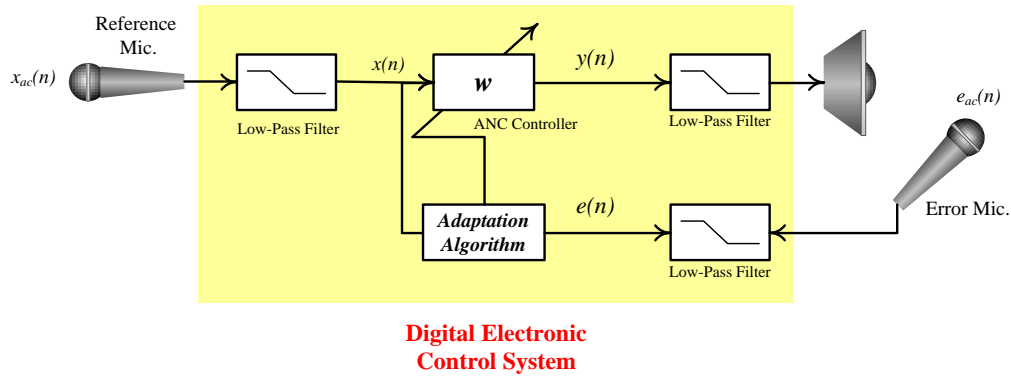 Reference
Mic.
x_ac(n)
Low-Pass Filter
x(n)
w
ANC Controller
y(n)
Low-Pass Filter
e_ac(n)
Error Mic.
Adaptation
Algorithm
e(n)
Low-Pass Filter
Digital Electronic
Control System